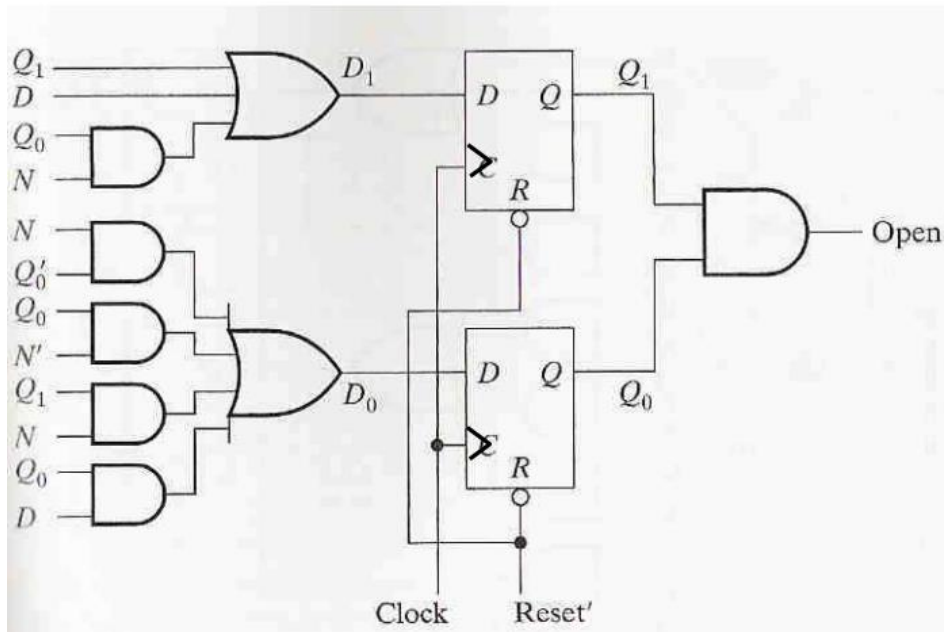 Q₁
D
Q₀
N
N
Q₀′
Q₀
N′
Q₁
N
Q₀
D
D₁
D₀
D Q
C
R
D Q
C
R
Q₁
Q₀
Open
Clock
Reset′